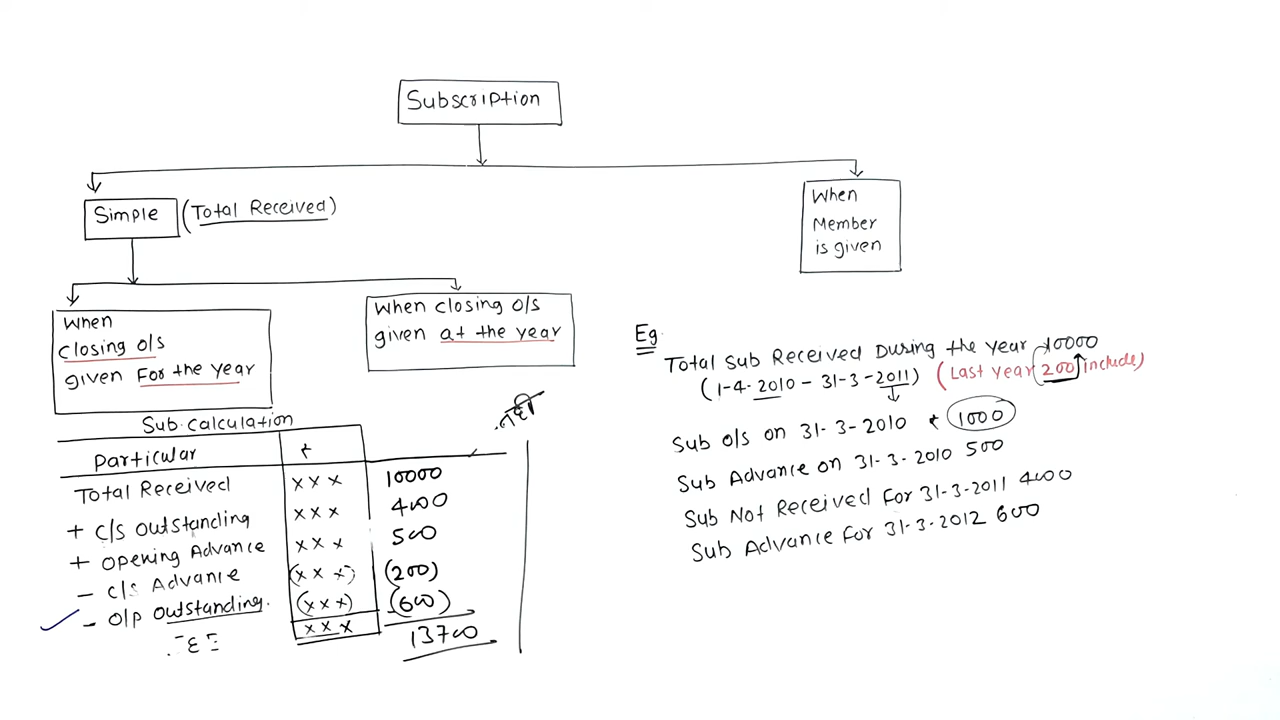 Subscription
Simple (Total Received)
When
Member
is given
When
closing o/s
given For the year
When closing o/s
given at the year
Sub calculation
Particular
Total Received xxx 10000
+ c/s outstanding xxx 4000
+ opening Advance xxx 500
- c/s Advance (xxx) (200)
- o/p outstanding. (xxx) (600)
xxx 13700
Eg.
Total Sub Received During the year 10000
(1-4-2010 - 31-3-2011) (Last year 200 include)
Sub o/s on 31-3-2010 1000
Sub Advance on 31-3-2010 500
Sub Not Received For 31-3-2011 4000
Sub Advance for 31-3-2012 600